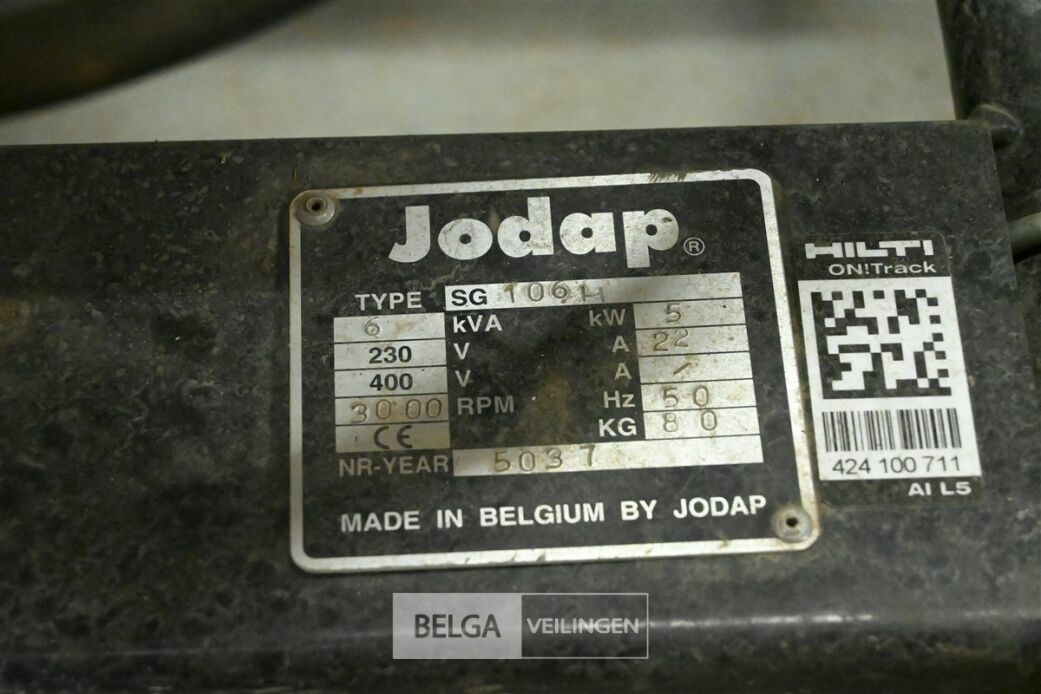 Jodap®
TYPE SG 106H
6 kVA kW 5
230 V A 22
400 V A /
3000 RPM Hz 50
CE KG 80
NR-YEAR 5037
MADE IN BELGIUM BY JODAP
HILTI
ON!Track
424 100 711
AI L5
BELGA VEILINGEN